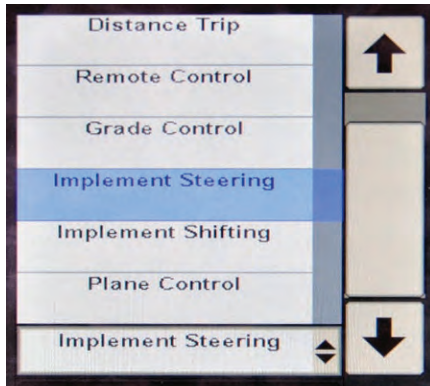 Distance Trip
Remote Control
Grade Control
Implement Steering
Implement Shifting
Plane Control
Implement Steering